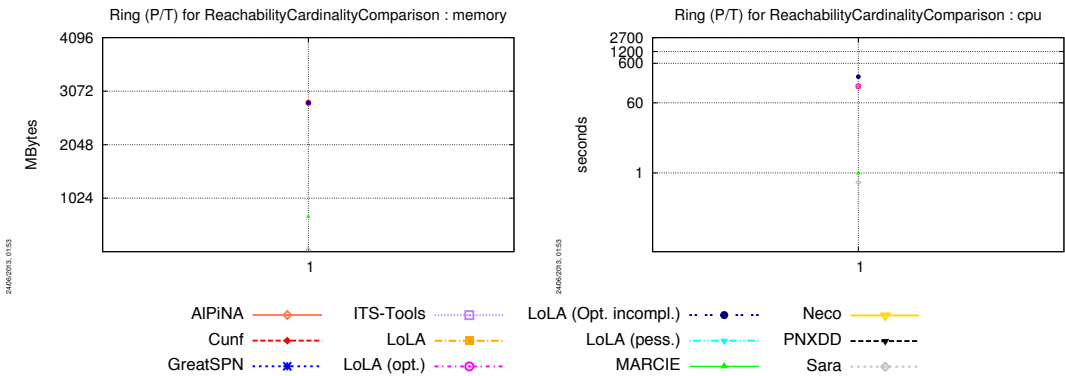 Ring (P/T) for ReachabilityCardinalityComparison : memory
4096
3072
2048
1024
MBytes
1
24/06/2013, 01:53
Ring (P/T) for ReachabilityCardinalityComparison : cpu
2700
1200
600
60
1
seconds
1
24/06/2013, 01:53
AlPiNA
Cunf
GreatSPN
ITS-Tools
LoLA
LoLA (opt.)
LoLA (Opt. incompl.)
LoLA (pess.)
MARCIE
Neco
PNXDD
Sara